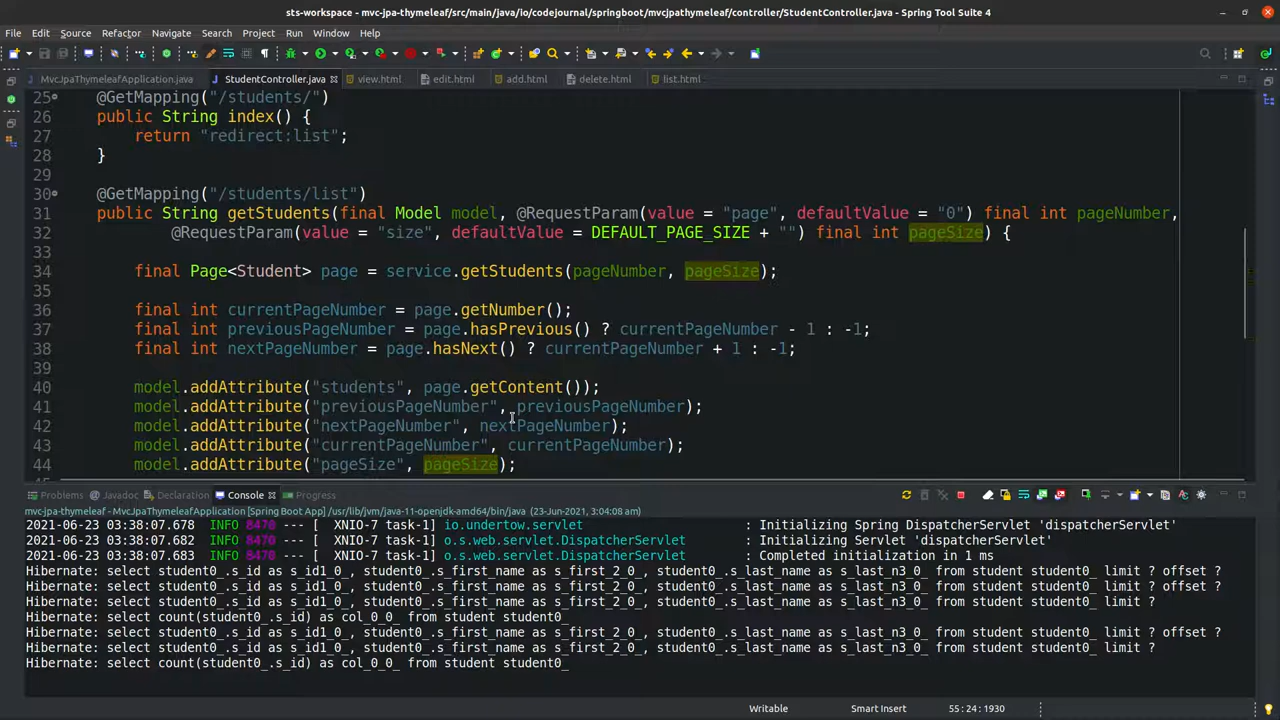 sts-workspace - mvc-jpa-thymeleaf/src/main/java/io/codejournal/springboot/mvcjpathymeleaf/controller/StudentController.java - Spring Tool Suite 4
File Edit Source Refactor Navigate Search Project Run Window Help
MvcJpaThymeleafApplication.java StudentController.java view.html edit.html add.html delete.html list.html
25 @GetMapping("/students/")
26 public String index() {
27 return "redirect:list";
28 }
29
30 @GetMapping("/students/list")
31 public String getStudents(final Model model, @RequestParam(value = "page", defaultValue = "0") final int pageNumber,
32 @RequestParam(value = "size", defaultValue = DEFAULT_PAGE_SIZE + "") final int pageSize) {
33
34 final Page<Student> page = service.getStudents(pageNumber, pageSize);
35
36 final int currentPageNumber = page.getNumber();
37 final int previousPageNumber = page.hasPrevious() ? currentPageNumber - 1 : -1;
38 final int nextPageNumber = page.hasNext() ? currentPageNumber + 1 : -1;
39
40 model.addAttribute("students", page.getContent());
41 model.addAttribute("previousPageNumber", previousPageNumber);
42 model.addAttribute("nextPageNumber", nextPageNumber);
43 model.addAttribute("currentPageNumber", currentPageNumber);
44 model.addAttribute("pageSize", pageSize);
Problems Javadoc Declaration Console Progress
mvc-jpa-thymeleaf - MvcJpaThymeleafApplication [Spring Boot App] /usr/lib/jvm/java-11-openjdk-amd64/bin/java (23-Jun-2021, 3:04:08 am)
2021-06-23 03:38:07.678 INFO 8470 --- [ XNIO-7 task-1] io.undertow.servlet : Initializing Spring DispatcherServlet 'dispatcherServlet'
2021-06-23 03:38:07.682 INFO 8470 --- [ XNIO-7 task-1] o.s.web.servlet.DispatcherServlet : Initializing Servlet 'dispatcherServlet'
2021-06-23 03:38:07.683 INFO 8470 --- [ XNIO-7 task-1] o.s.web.servlet.DispatcherServlet : Completed initialization in 1 ms
Hibernate: select student0_.s_id as s_id1_0_, student0_.s_first_name as s_first_2_0_, student0_.s_last_name as s_last_n3_0_ from student student0_ limit ? offset ?
Hibernate: select student0_.s_id as s_id1_0_, student0_.s_first_name as s_first_2_0_, student0_.s_last_name as s_last_n3_0_ from student student0_ limit ? offset ?
Hibernate: select student0_.s_id as s_id1_0_, student0_.s_first_name as s_first_2_0_, student0_.s_last_name as s_last_n3_0_ from student student0_ limit ?
Hibernate: select count(student0_.s_id) as col_0_0_ from student student0_
Hibernate: select student0_.s_id as s_id1_0_, student0_.s_first_name as s_first_2_0_, student0_.s_last_name as s_last_n3_0_ from student student0_ limit ? offset ?
Hibernate: select student0_.s_id as s_id1_0_, student0_.s_first_name as s_first_2_0_, student0_.s_last_name as s_last_n3_0_ from student student0_ limit ?
Hibernate: select count(student0_.s_id) as col_0_0_ from student student0_
Writable Smart Insert 55 : 24 : 1930